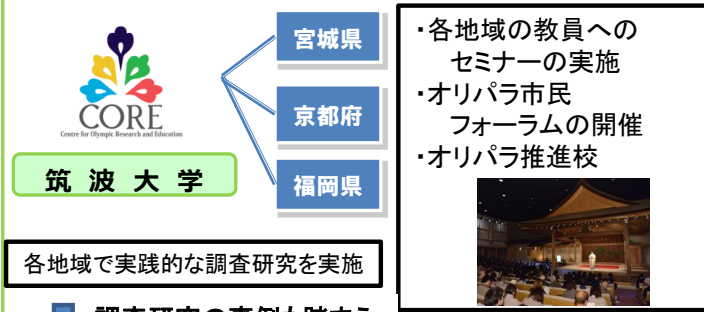 CORE
Centre for Olympic Research and Education
筑波大学
宮城県
京都府
福岡県
・各地域の教員への
セミナーの実施
・オリパラ市民
フォーラムの開催
・オリパラ推進校
各地域で実践的な調査研究を実施